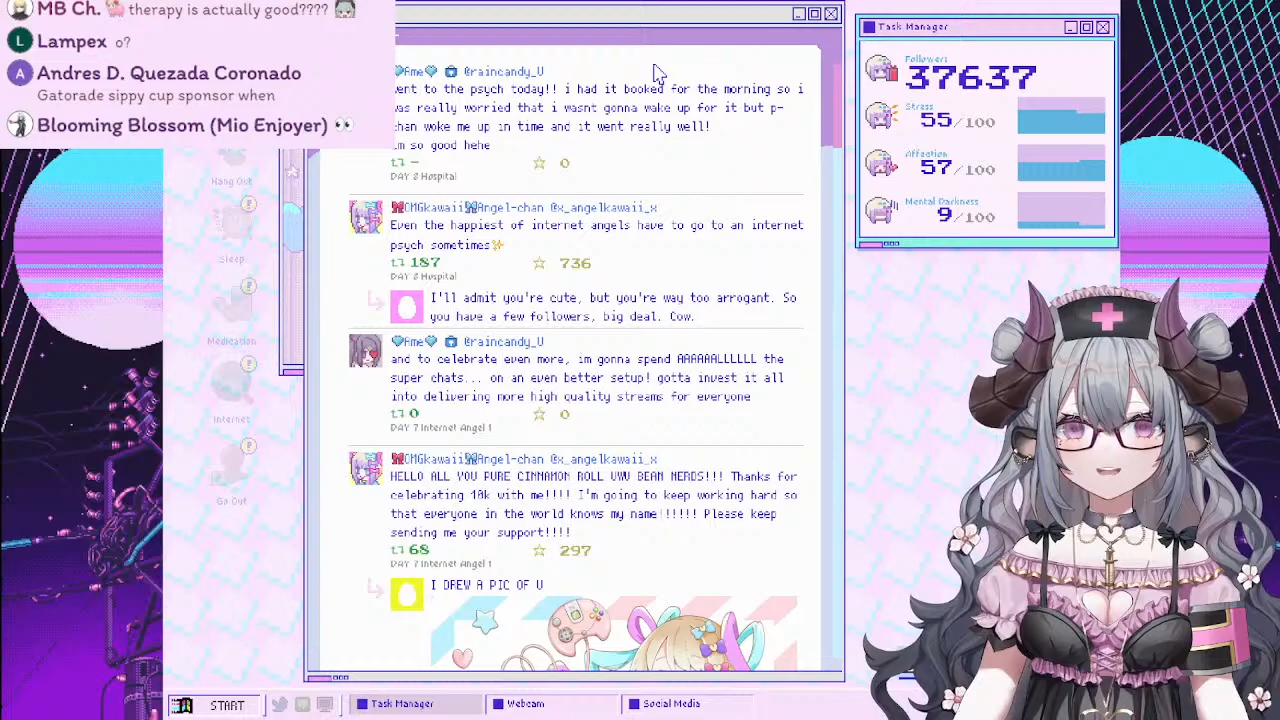 MB Ch. therapy is actually good????
Lampex o?
Andres D. Quezada Coronado
Gatorade sippy cup sponsor when
Blooming Blossom (Mio Enjoyer)
Hang Out
Sleep
Medication
Internet
Go Out
Ame @raincandy_U
went to the psych today!! i had it booked for the morning so i
was really worried that i wasnt gonna wake up for it but p-
chan woke me up in time and it went really well!
im so good hehe
- 0
DAY 8 Hospital
OMGkawaii Angel-chan @x_angelkawaii_x
Even the happiest of internet angels have to go to an internet
psych sometimes
187 736
DAY 8 Hospital
I'll admit you're cute, but you're way too arrogant. So
you have a few followers, big deal. Cow.
Ame @raincandy_U
and to celebrate even more, im gonna spend AAAAALLLLLL the
super chats... on an even better setup! gotta invest it all
into delivering more high quality streams for everyone
0 0
DAY 7 Internet Angel 1
OMGkawaii Angel-chan @x_angelkawaii_x
HELLO ALL YOU PURE CINNAMON ROLL UWU BEAN NERDS!!! Thanks for
celebrating 10k with me!!!! I'm going to keep working hard so
that everyone in the world knows my name!!!!!! Please keep
sending me your support!!!!
68 297
DAY 7 Internet Angel 1
I DREW A PIC OF U
Task Manager
Followers
37637
Stress
55/100
Affection
57/100
Mental Darkness
9/100
START
Task Manager
Webcam
Social Media